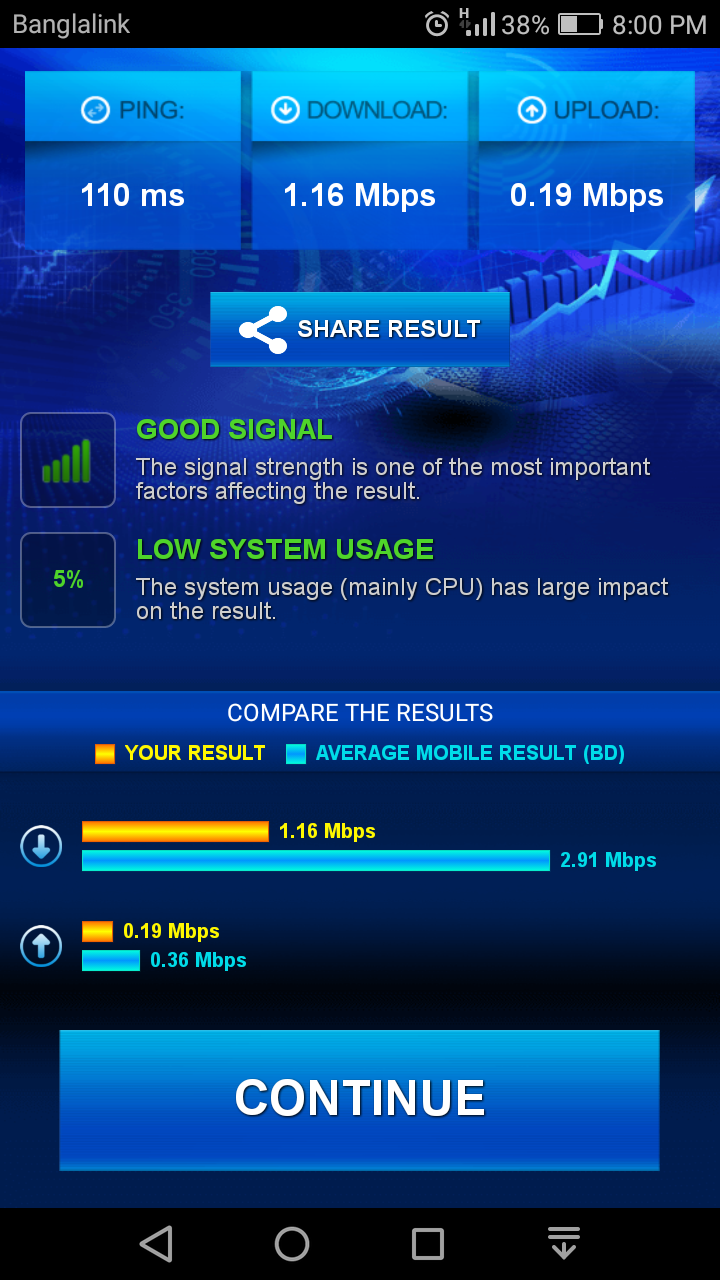 Banglalink H 38% 8:00 PM
PING: DOWNLOAD: UPLOAD:
110 ms 1.16 Mbps 0.19 Mbps
SHARE RESULT
GOOD SIGNAL
The signal strength is one of the most important
factors affecting the result.
5%
LOW SYSTEM USAGE
The system usage (mainly CPU) has large impact
on the result.
COMPARE THE RESULTS
YOUR RESULT AVERAGE MOBILE RESULT (BD)
1.16 Mbps
2.91 Mbps
0.19 Mbps
0.36 Mbps
CONTINUE